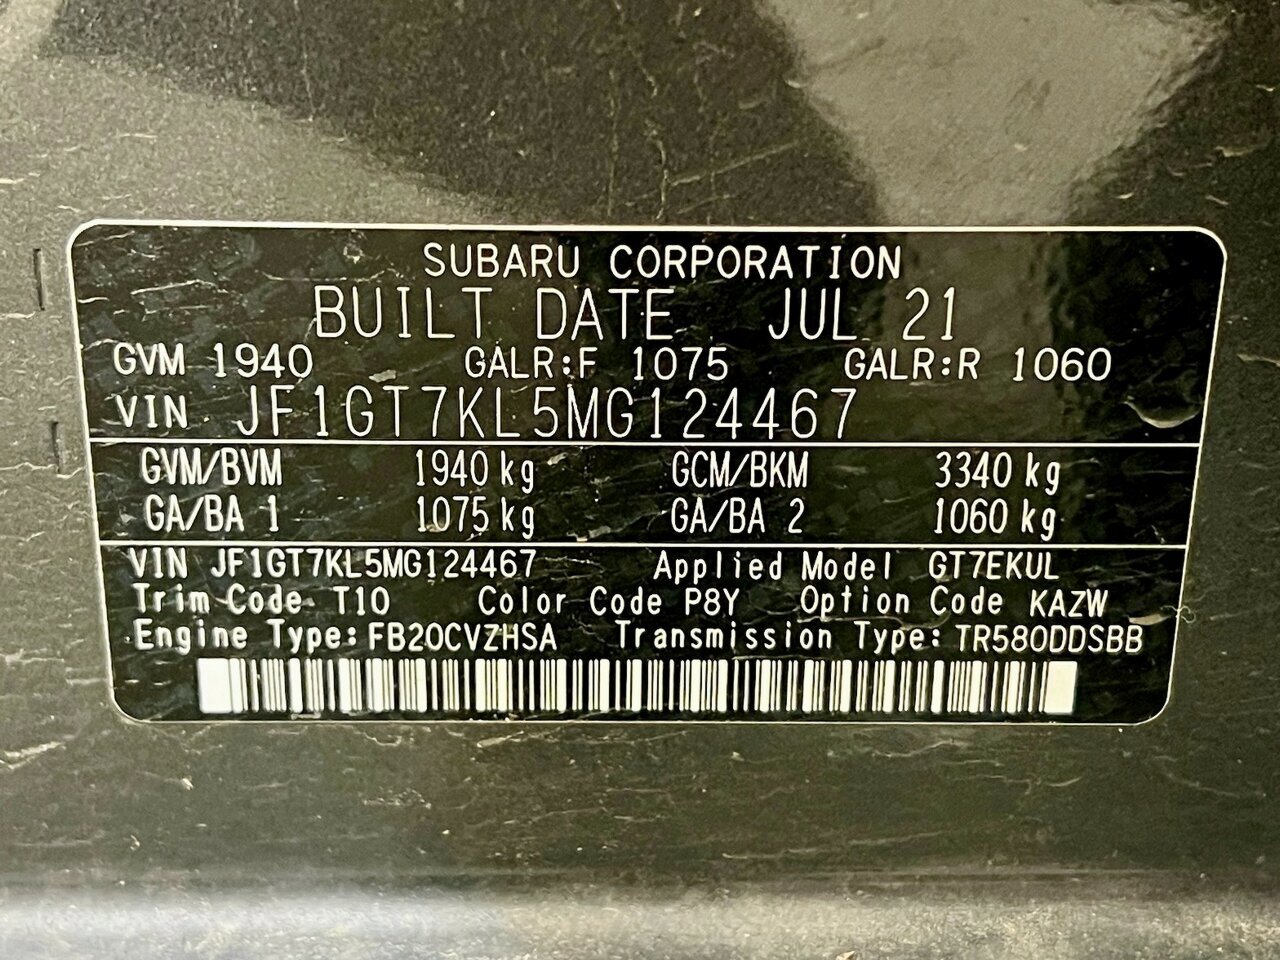 SUBARU CORPORATION
BUILT DATE JUL 21
GVM 1940 GALR:F 1075 GALR:R 1060
VIN JF1GT7KL5MG124467
GVM/BVM 1940 kg GCM/BKM 3340 kg
GA/BA 1 1075 kg GA/BA 2 1060 kg
VIN JF1GT7KL5MG124467 Applied Model GT7EKUL
Trim Code T10 Color Code P8Y Option Code KAZW
Engine Type: FB20CVZHSA Transmission Type: TR580DDSBB